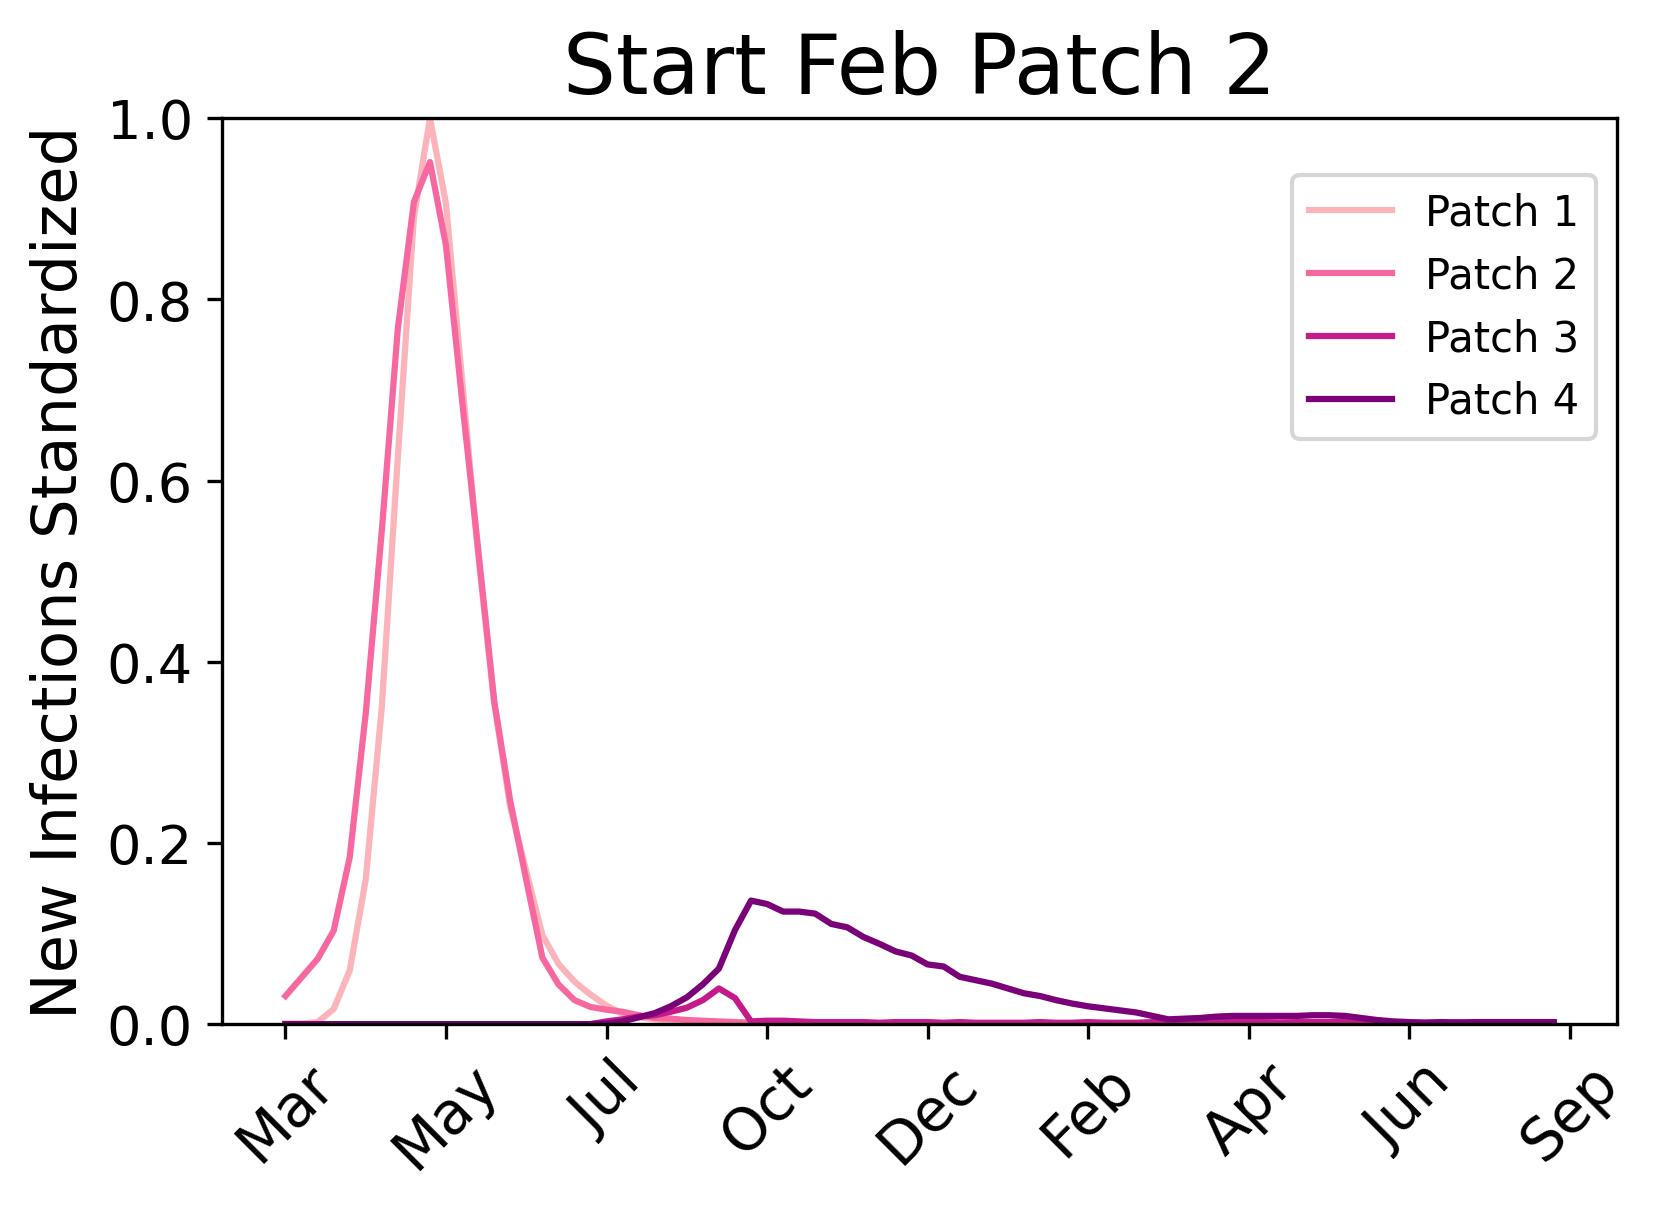 Start Feb Patch 2
New Infections Standardized
1.0
0.8
0.6
0.4
0.2
0.0
Patch 1
Patch 2
Patch 3
Patch 4
Mar May Jul Oct Dec Feb Apr Jun Sep